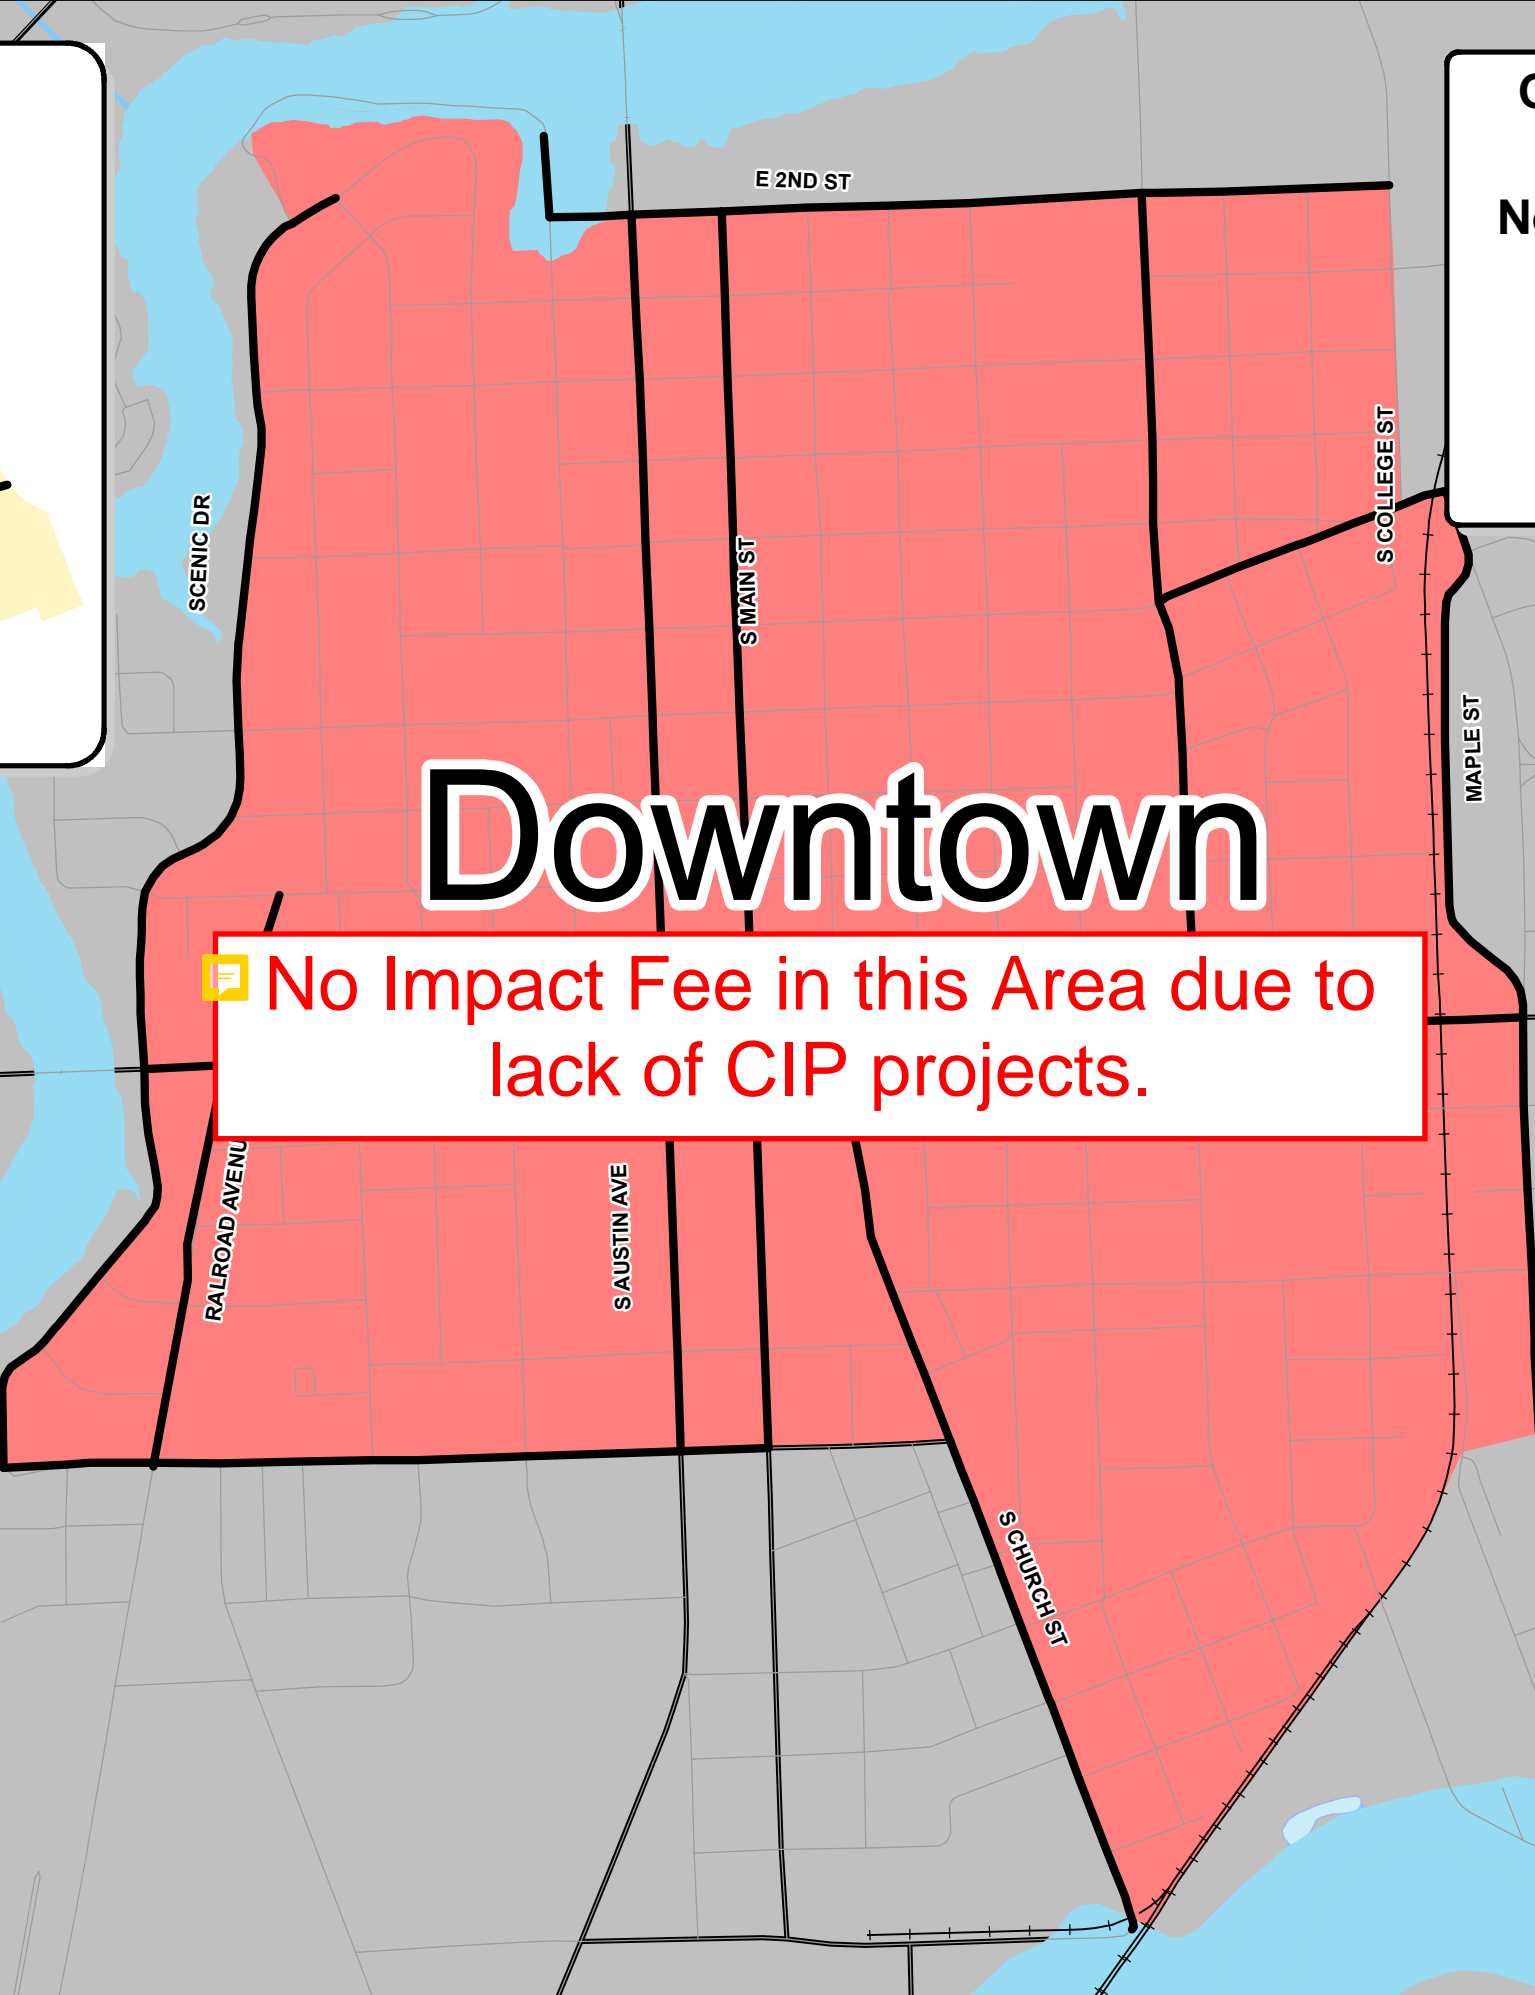 E 2ND ST
SCENIC DR
S COLLEGE ST
S MAIN ST
MAPLE ST
Downtown
No Impact Fee in this Area due to
lack of CIP projects.
RALROAD AVENU
S AUSTIN AVE
S CHURCH ST